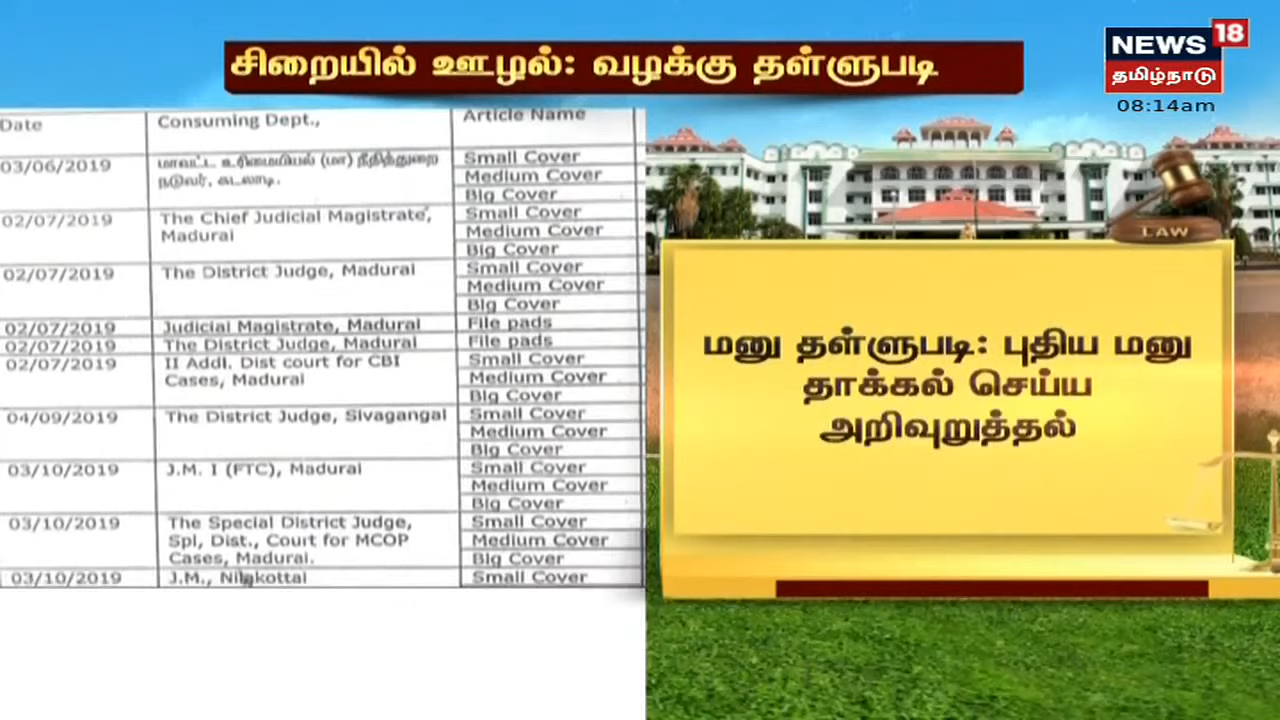 சிறையில் ஊழல்: வழக்கு தள்ளுபடி
NEWS 18
தமிழ்நாடு
08:14am
Date Consuming Dept., Article Name
03/06/2019 மாவட்ட உரிமையியல் (மா) நீதித்துறை Small Cover
நடுவர், கடலாடி. Medium Cover
Big Cover
02/07/2019 The Chief Judicial Magistrate, Small Cover
Madurai Medium Cover
Big Cover
02/07/2019 The District Judge, Madurai Small Cover
Medium Cover
Big Cover
02/07/2019 Judicial Magistrate, Madurai File pads
02/07/2019 The District Judge, Madurai File pads
02/07/2019 II Addl. Dist court for CBI Small Cover
Cases, Madurai Medium Cover
Big Cover
04/09/2019 The District Judge, Sivagangai Small Cover
Medium Cover
Big Cover
03/10/2019 J.M. I (FTC), Madurai Small Cover
Medium Cover
Big Cover
03/10/2019 The Special District Judge, Small Cover
Spl, Dist., Court for MCOP Medium Cover
Cases, Madurai. Big Cover
03/10/2019 J.M., Nilakottai Small Cover
LAW
மனு தள்ளுபடி: புதிய மனு
தாக்கல் செய்ய
அறிவுறுத்தல்